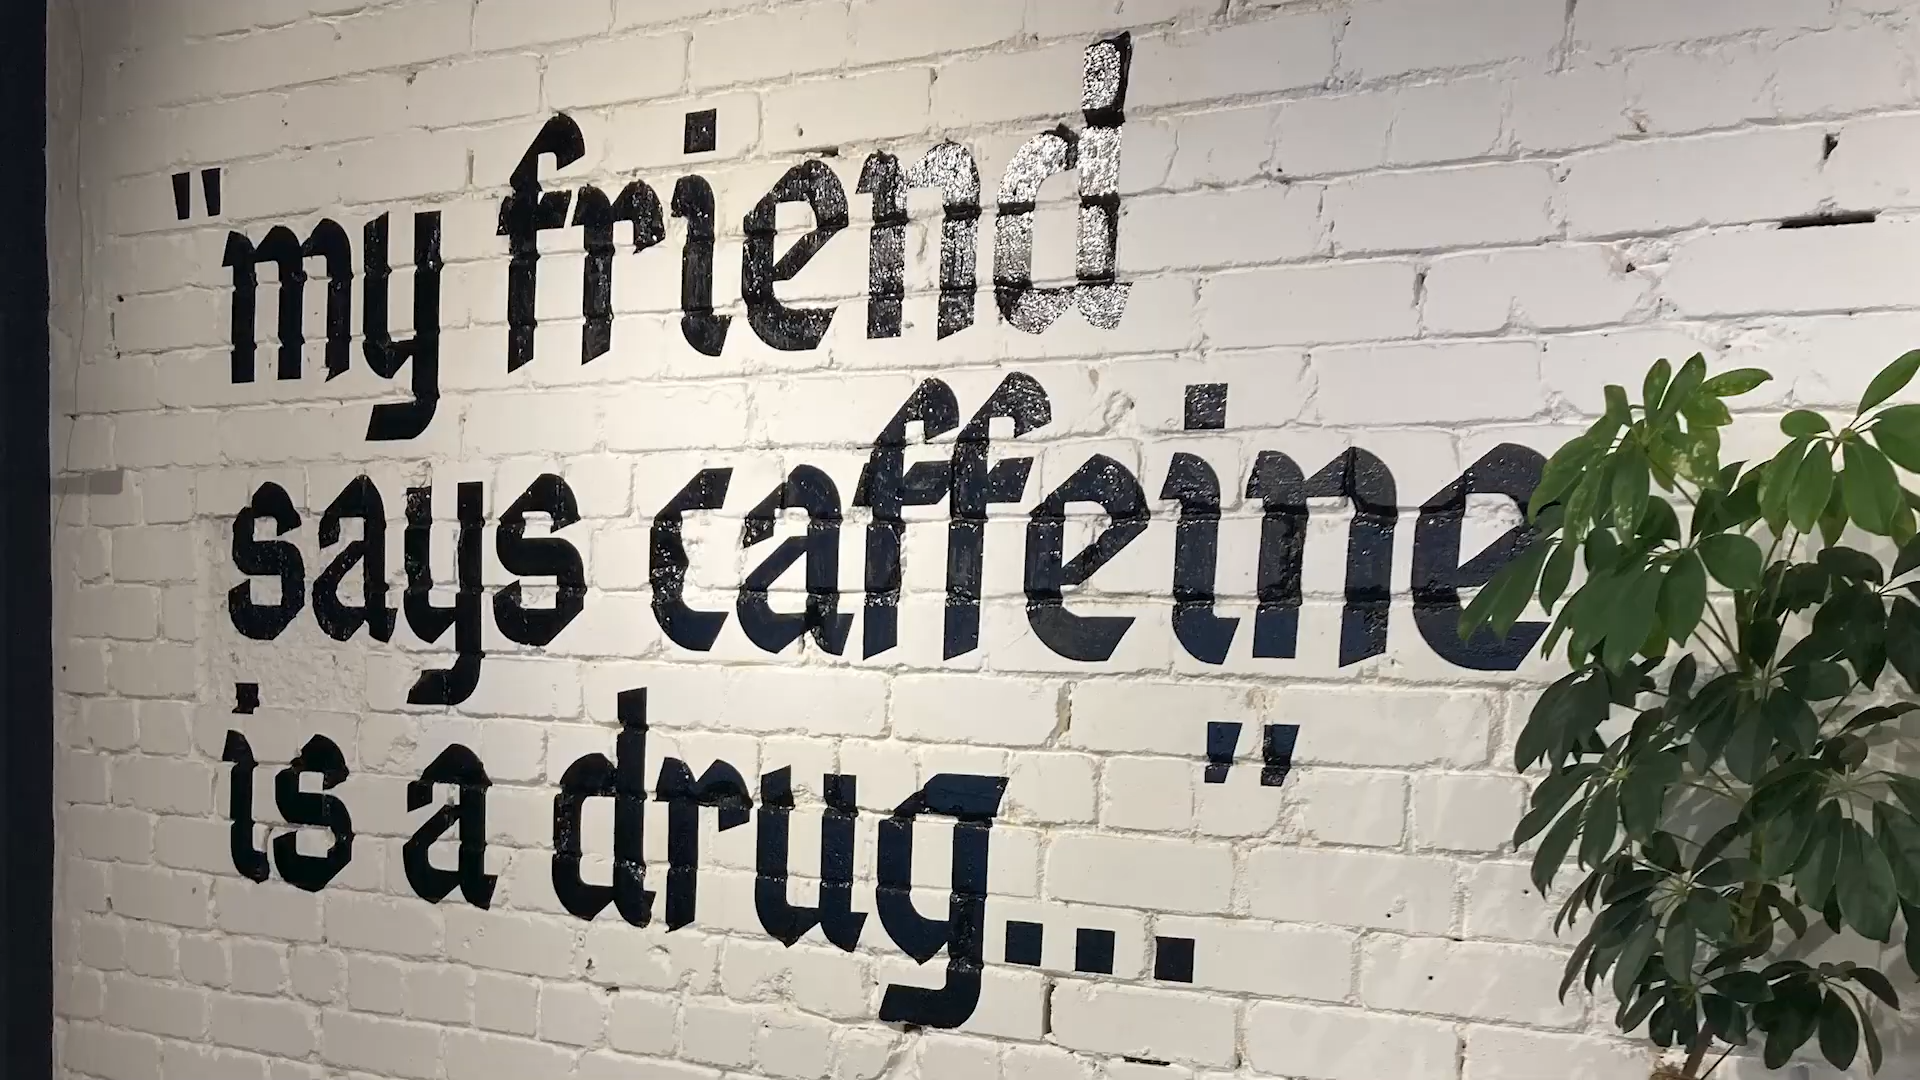 "my friend
says caffeine
is a drug..."